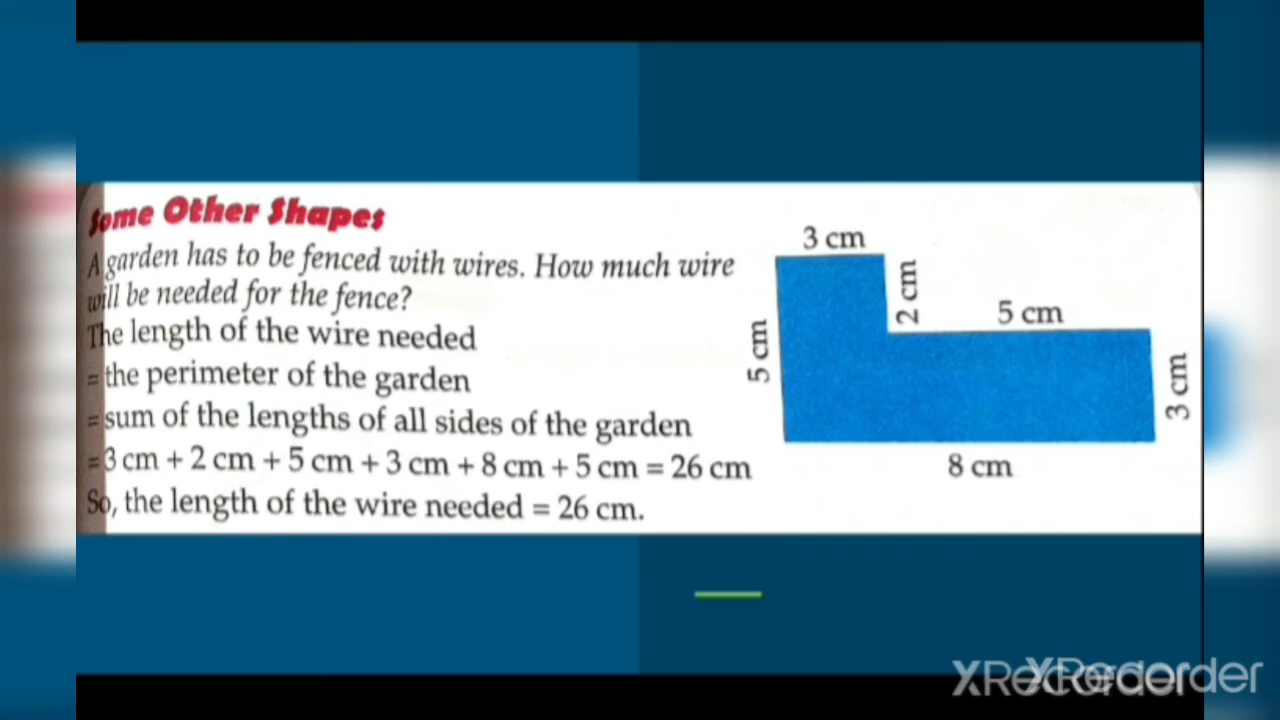 Some Other Shapes
A garden has to be fenced with wires. How much wire
will be needed for the fence?
The length of the wire needed
= the perimeter of the garden
= sum of the lengths of all sides of the garden
= 3 cm + 2 cm + 5 cm + 3 cm + 8 cm + 5 cm = 26 cm
So, the length of the wire needed = 26 cm.
3 cm
2 cm
5 cm
5 cm
3 cm
8 cm
XRecorder
XRecorder